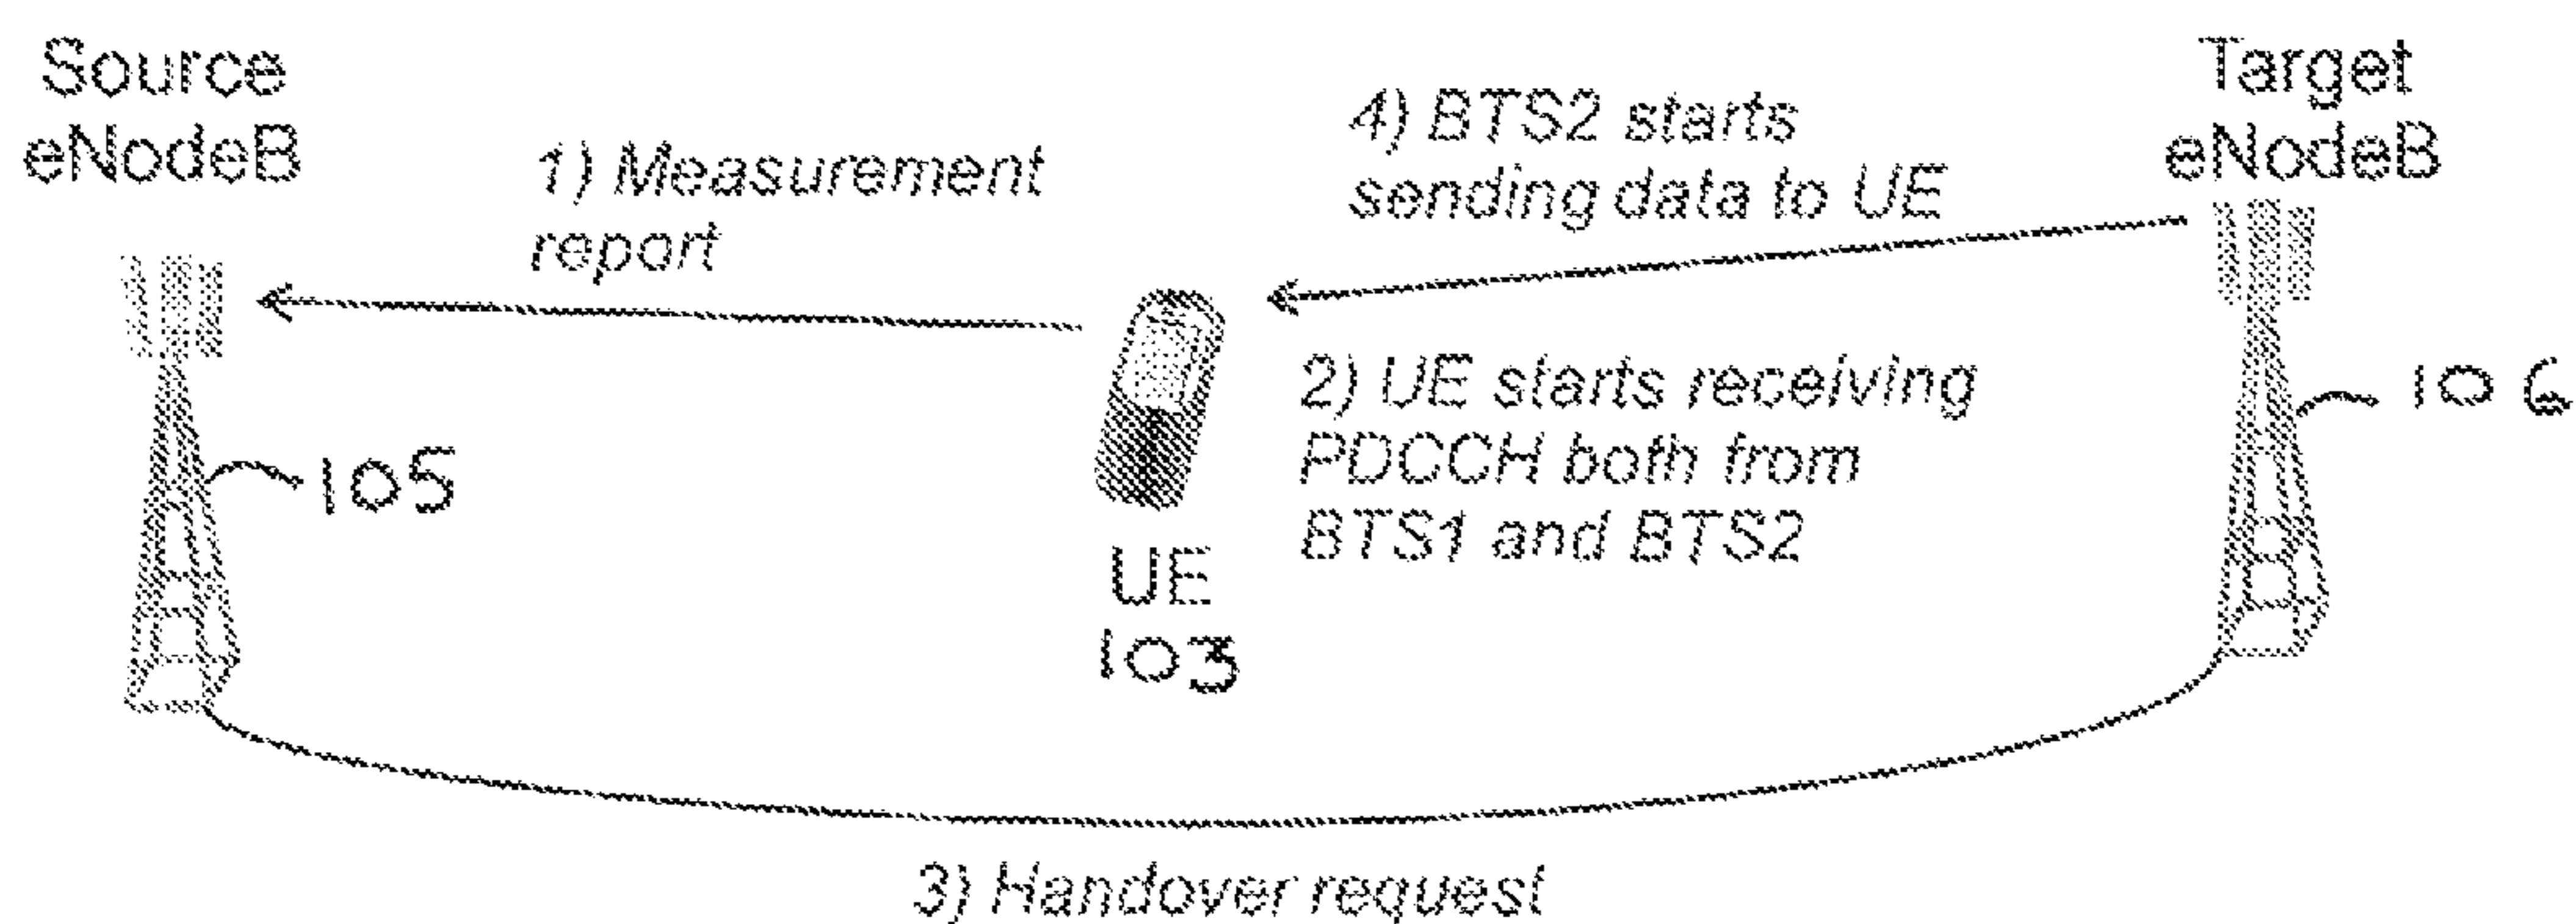 Source
eNodeB
1) Measurement
report
4) BTS2 starts
sending data to UE
Target
eNodeB
2) UE starts receiving
PDCCH both from
BTS1 and BTS2
105
106
UE
103
3) Handover request